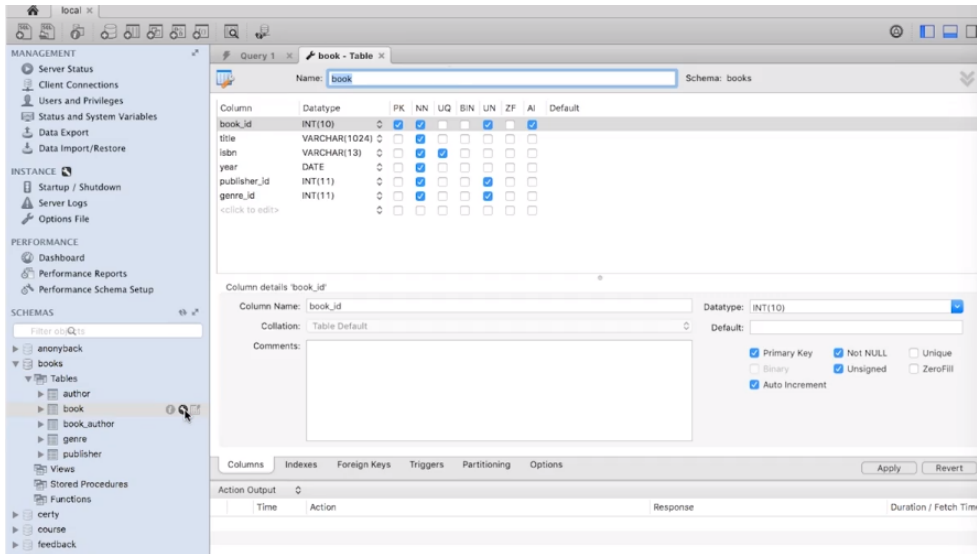 local ×
MANAGEMENT
Server Status
Client Connections
Users and Privileges
Status and System Variables
Data Export
Data Import/Restore
INSTANCE
Startup / Shutdown
Server Logs
Options File
PERFORMANCE
Dashboard
Performance Reports
Performance Schema Setup
SCHEMAS
Filter objects
anonyback
books
Tables
author
book
book_author
genre
publisher
Views
Stored Procedures
Functions
certy
course
feedback
Query 1 × book - Table ×
Name: book Schema: books
Column Datatype PK NN UQ BIN UN ZF AI Default
book_id INT(10)
title VARCHAR(1024)
isbn VARCHAR(13)
year DATE
publisher_id INT(11)
genre_id INT(11)
<click to edit>
Column details 'book_id'
Column Name: book_id Datatype: INT(10)
Collation: Table Default Default:
Comments: Primary Key Not NULL Unique
Binary Unsigned ZeroFill
Auto Increment
Columns Indexes Foreign Keys Triggers Partitioning Options Apply Revert
Action Output
Time Action Response Duration / Fetch Time